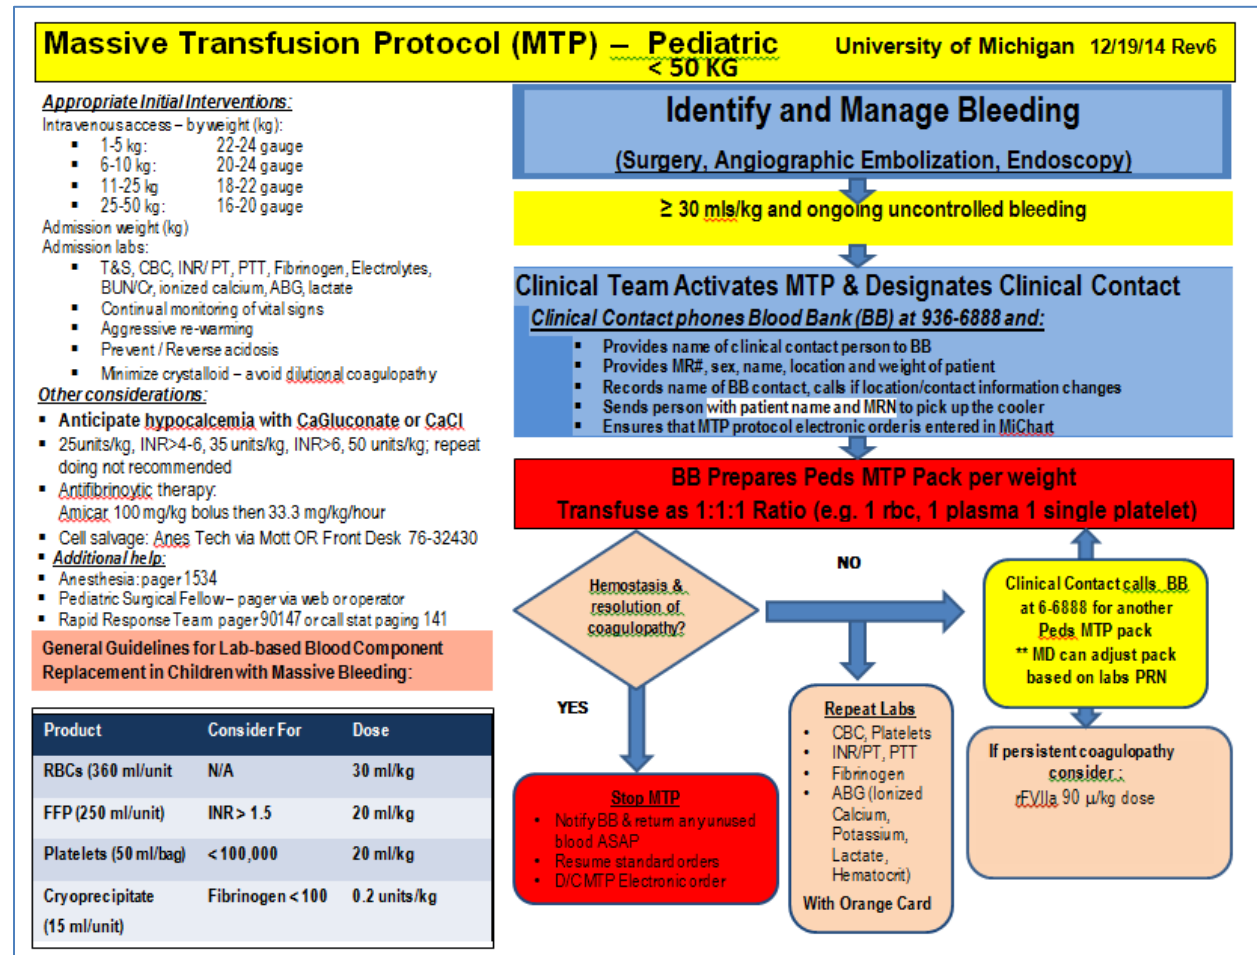 Massive Transfusion Protocol (MTP) – Pediatric
< 50 KG
University of Michigan 12/19/14 Rev6
Appropriate Initial Interventions:
Intravenous access – by weight (kg):
▪ 1-5 kg: 22-24 gauge
▪ 6-10 kg: 20-24 gauge
▪ 11-25 kg 18-22 gauge
▪ 25-50 kg: 16-20 gauge
Admission weight (kg)
Admission labs:
▪ T&S, CBC, INR/ PT, PTT, Fibrinogen, Electrolytes,
BUN/Cr, ionized calcium, ABG, lactate
▪ Continual monitoring of vital signs
▪ Aggressive re-warming
▪ Prevent / Reverse acidosis
▪ Minimize crystalloid – avoid dilutional coagulopathy
Other considerations:
▪ Anticipate hypocalcemia with CaGluconate or CaCl
▪ 25units/kg, INR>4-6, 35 units/kg, INR>6, 50 units/kg; repeat
doing not recommended
▪ Antifibrinoytic therapy:
Amicar 100 mg/kg bolus then 33.3 mg/kg/hour
▪ Cell salvage: Anes Tech via Mott OR Front Desk 76-32430
▪ Additional help:
▪ Anesthesia: pager 1534
▪ Pediatric Surgical Fellow – pager via web or operator
▪ Rapid Response Team pager 90147 or call stat paging 141
General Guidelines for Lab-based Blood Component
Replacement in Children with Massive Bleeding:
Product Consider For Dose
RBCs (360 ml/unit N/A 30 ml/kg
FFP (250 ml/unit) INR > 1.5 20 ml/kg
Platelets (50 ml/bag) <100,000 20 ml/kg
Cryoprecipitate Fibrinogen < 100 0.2 units/kg
(15 ml/unit)
Identify and Manage Bleeding
(Surgery, Angiographic Embolization, Endoscopy)
≥ 30 mls/kg and ongoing uncontrolled bleeding
Clinical Team Activates MTP & Designates Clinical Contact
Clinical Contact phones Blood Bank (BB) at 936-6888 and:
▪ Provides name of clinical contact person to BB
▪ Provides MR#, sex, name, location and weight of patient
▪ Records name of BB contact, calls if location/contact information changes
▪ Sends person with patient name and MRN to pick up the cooler
▪ Ensures that MTP protocol electronic order is entered in MiChart
BB Prepares Peds MTP Pack per weight
Transfuse as 1:1:1 Ratio (e.g. 1 rbc, 1 plasma 1 single platelet)
Hemostasis &
resolution of
coagulopathy?
NO
YES
Clinical Contact calls BB
at 6-6888 for another
Peds MTP pack
** MD can adjust pack
based on labs PRN
Stop MTP
• Notify BB & return any unused
blood ASAP
• Resume standard orders
• D/C MTP Electronic order
Repeat Labs
• CBC, Platelets
• INR/PT, PTT
• Fibrinogen
• ABG (Ionized
Calcium,
Potassium,
Lactate,
Hematocrit)
With Orange Card
If persistent coagulopathy
consider :
rFVIIa 90 µ/kg dose